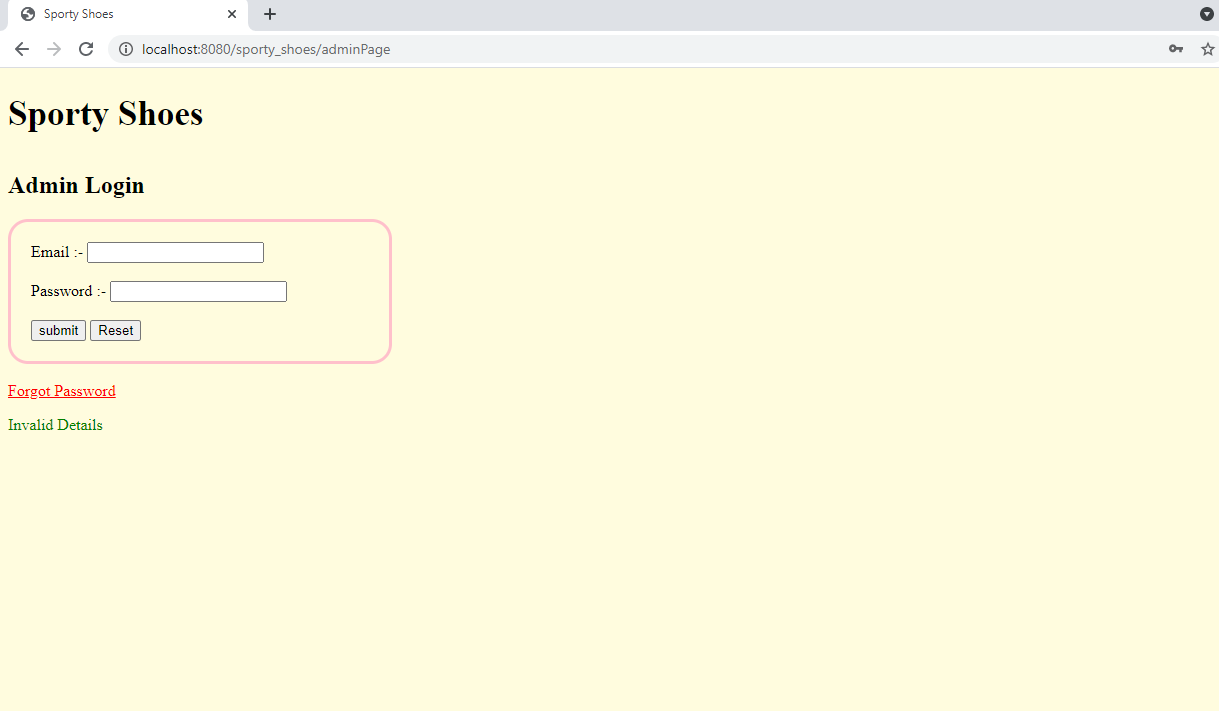 Sporty Shoes
localhost:8080/sporty_shoes/adminPage
Sporty Shoes
Admin Login
Email :-
Password :-
submit Reset
Forgot Password
Invalid Details